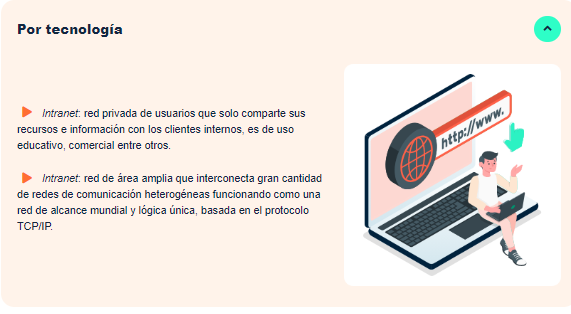 Por tecnología
Intranet: red privada de usuarios que solo comparte sus
recursos e información con los clientes internos, es de uso
educativo, comercial entre otros.
Intranet: red de área amplia que interconecta gran cantidad
de redes de comunicación heterogéneas funcionando como una
red de alcance mundial y lógica única, basada en el protocolo
TCP/IP.
http://www.